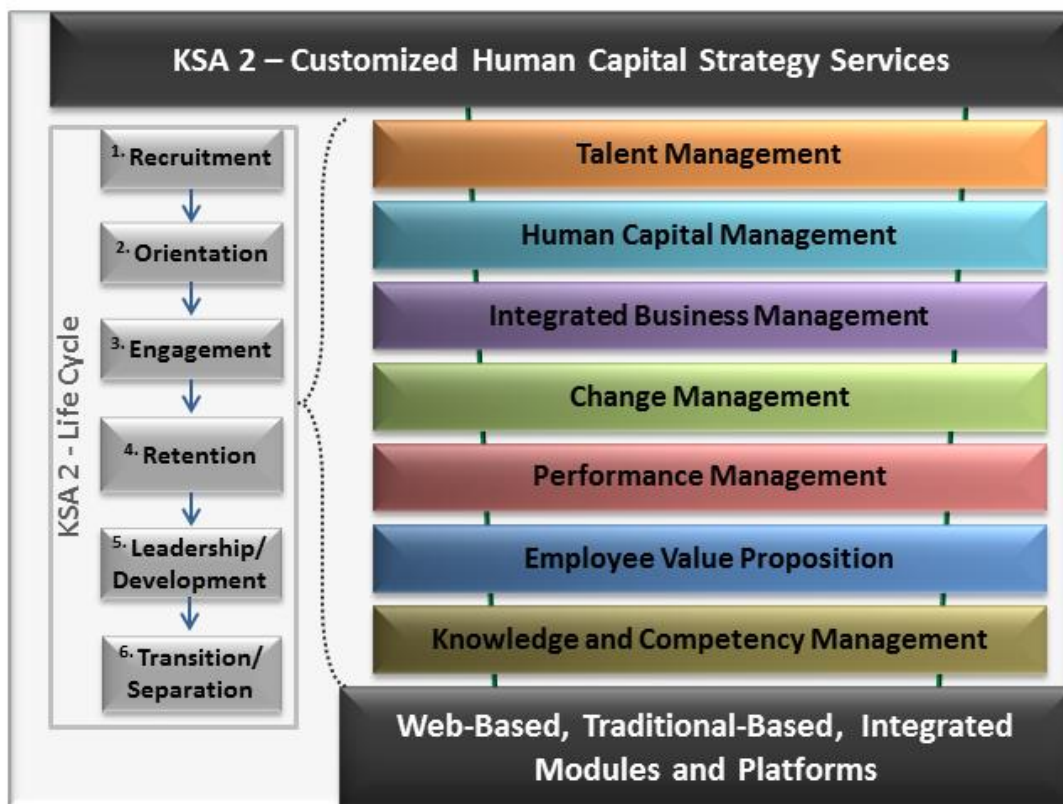 KSA 2 – Customized Human Capital Strategy Services
KSA 2 - Life Cycle
1. Recruitment
2. Orientation
3. Engagement
4. Retention
5. Leadership/
Development
6. Transition/
Separation
Talent Management
Human Capital Management
Integrated Business Management
Change Management
Performance Management
Employee Value Proposition
Knowledge and Competency Management
Web-Based, Traditional-Based, Integrated
Modules and Platforms